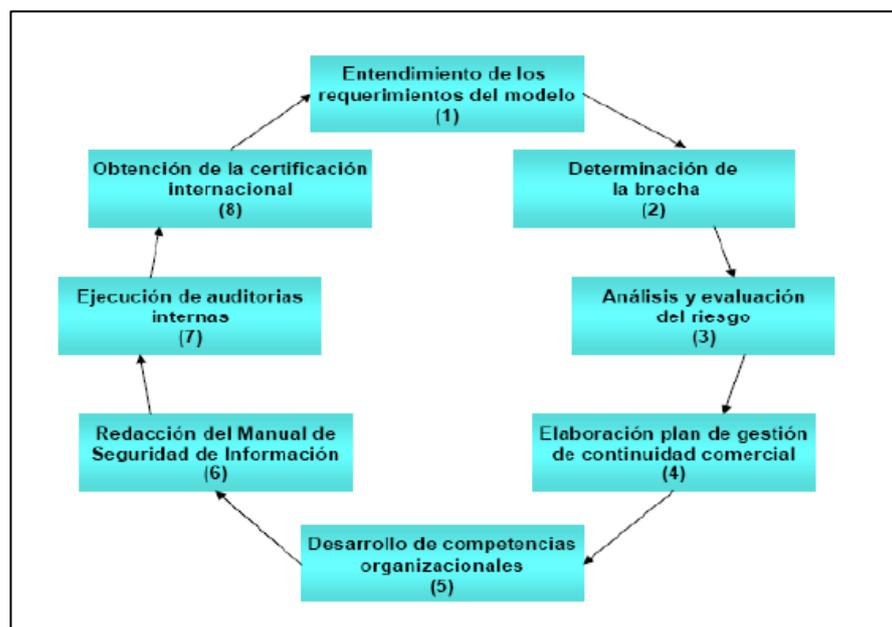 Entendimiento de los
requerimientos del modelo
(1)
Determinación de
la brecha
(2)
Análisis y evaluación
del riesgo
(3)
Elaboración plan de gestión
de continuidad comercial
(4)
Desarrollo de competencias
organizacionales
(5)
Redacción del Manual de
Seguridad de Información
(6)
Ejecución de auditorias
internas
(7)
Obtención de la certificación
internacional
(8)